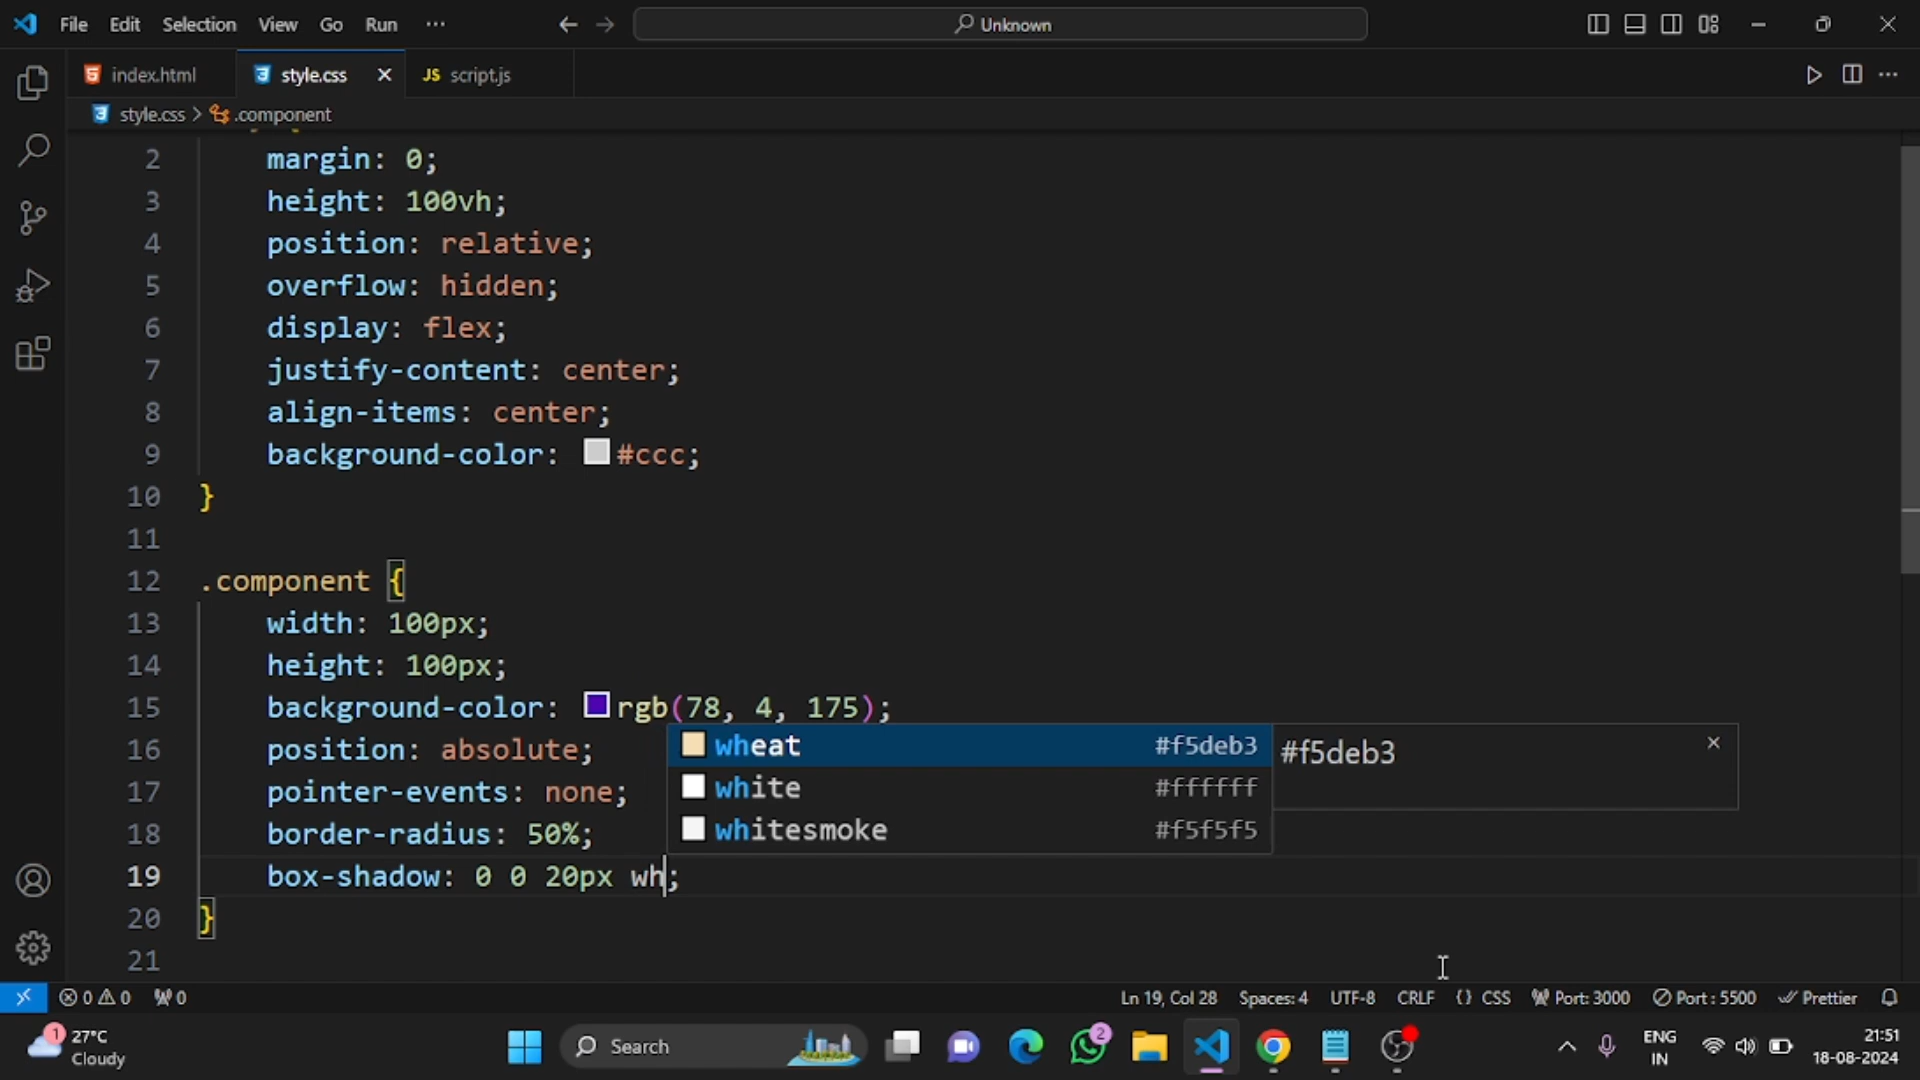 File Edit Selection View Go Run ··· Unknown
index.html style.css script.js
style.css > .component
2 margin: 0;
3 height: 100vh;
4 position: relative;
5 overflow: hidden;
6 display: flex;
7 justify-content: center;
8 align-items: center;
9 background-color: #ccc;
10 }
11
12 .component {
13 width: 100px;
14 height: 100px;
15 background-color: rgb(78, 4, 175);
16 position: absolute;
17 pointer-events: none;
18 border-radius: 50%;
19 box-shadow: 0 0 20px wh;
20 }
21
wheat #f5deb3 #f5deb3
white #ffffff
whitesmoke #f5f5f5
0 0 0 Ln 19, Col 28 Spaces: 4 UTF-8 CRLF {} CSS Port: 3000 Port : 5500 Prettier
1 27°C
Cloudy
Search
2
ENG
IN
21:51
18-08-2024